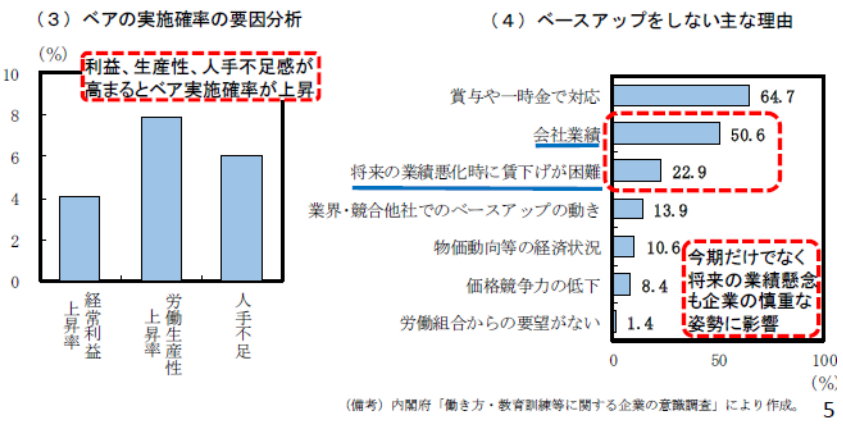 （３）ベアの実施確率の要因分析
(%)
利益、生産性、人手不足感が
高まるとベア実施確率が上昇
10
8
6
4
2
0
経常利益
上昇率
労働生産性
上昇率
人手不足
（４）ベースアップをしない主な理由
賞与や一時金で対応 64.7
会社業績 50.6
将来の業績悪化時に賃下げが困難 22.9
業界・競合他社でのベースアップの動き 13.9
物価動向等の経済状況 10.6
価格競争力の低下 8.4
労働組合からの要望がない 1.4
今期だけでなく
将来の業績懸念
も企業の慎重な
姿勢に影響
0 50 100
(%)
（備考）内閣府「働き方・教育訓練等に関する企業の意識調査」により作成。
5